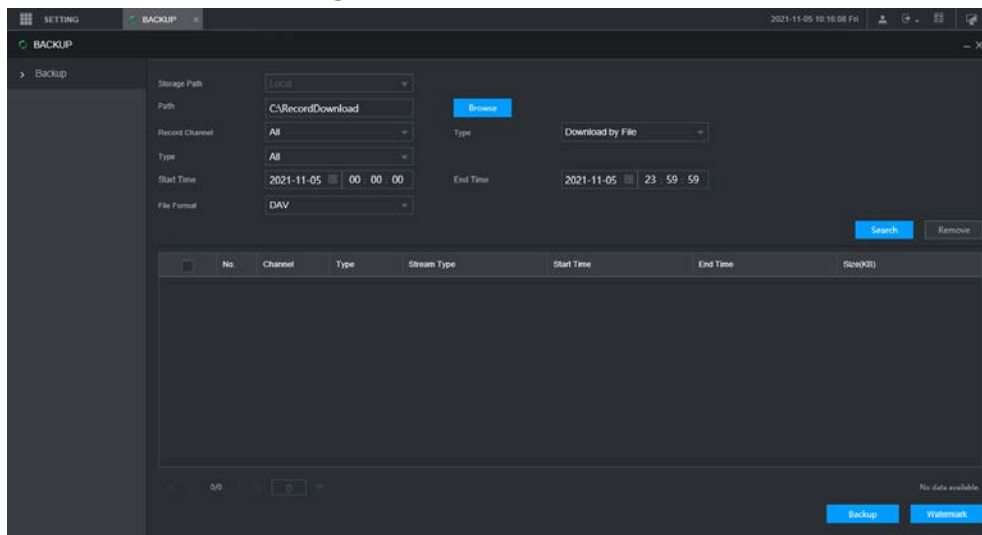 SETTING BACKUP × 2021-11-05 10:16:08 Fri
BACKUP
Backup
Storage Path Local
Path C:\RecordDownload Browse
Record Channel All Type Download by File
Type All
Start Time 2021-11-05 00 : 00 : 00 End Time 2021-11-05 23 : 59 : 59
File Format DAV
Search Remove
No. Channel Type Stream Type Start Time End Time Size(KB)
0/0 0 No data available
Backup Watermark